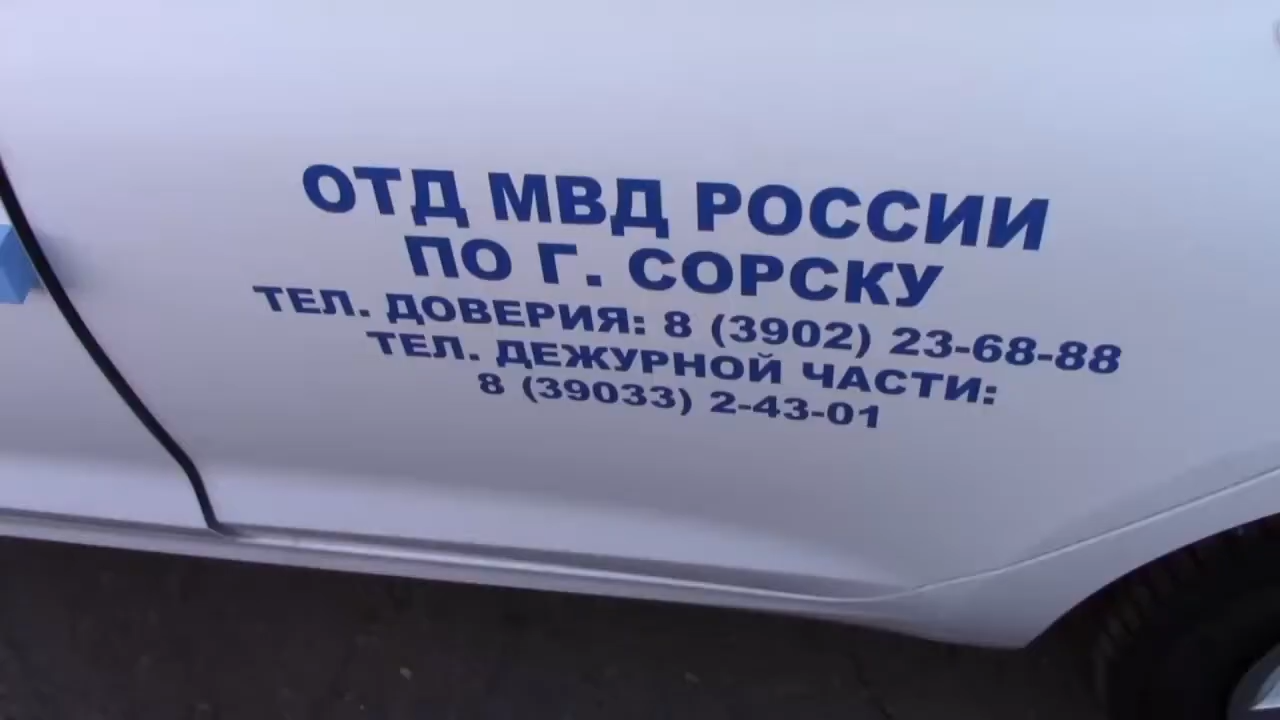 ОТД МВД РОССИИ
ПО Г. СОРСКУ
ТЕЛ. ДОВЕРИЯ: 8 (3902) 23-68-88
ТЕЛ. ДЕЖУРНОЙ ЧАСТИ:
8 (39033) 2-43-01